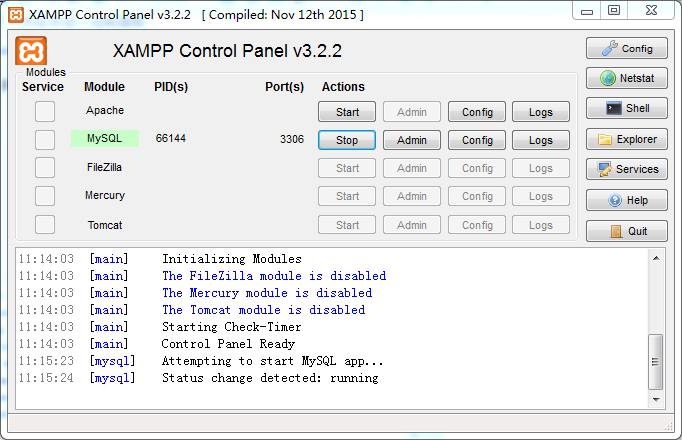 XAMPP Control Panel v3.2.2 [ Compiled: Nov 12th 2015 ]
XAMPP Control Panel v3.2.2
Config
Modules
Service Module PID(s) Port(s) Actions
Netstat
Apache Start Admin Config Logs
Shell
MySQL 66144 3306 Stop Admin Config Logs
Explorer
FileZilla Start Admin Config Logs
Services
Mercury Start Admin Config Logs
Help
Tomcat Start Admin Config Logs
Quit
11:14:03 [main] Initializing Modules
11:14:03 [main] The FileZilla module is disabled
11:14:03 [main] The Mercury module is disabled
11:14:03 [main] The Tomcat module is disabled
11:14:03 [main] Starting Check-Timer
11:14:03 [main] Control Panel Ready
11:15:23 [mysql] Attempting to start MySQL app...
11:15:24 [mysql] Status change detected: running